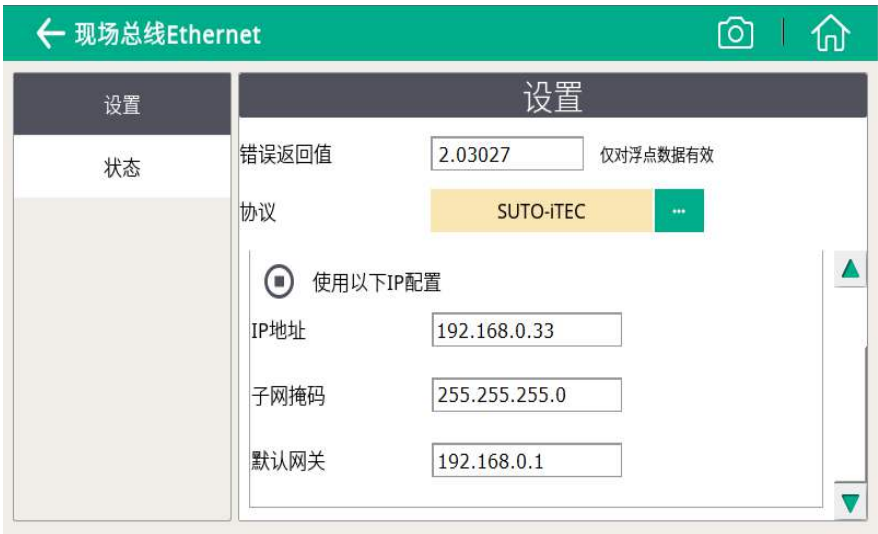 现场总线Ethernet
设置
状态
设置
错误返回值 2.03027 仅对浮点数据有效
协议 SUTO-iTEC ...
使用以下IP配置
IP地址 192.168.0.33
子网掩码 255.255.255.0
默认网关 192.168.0.1